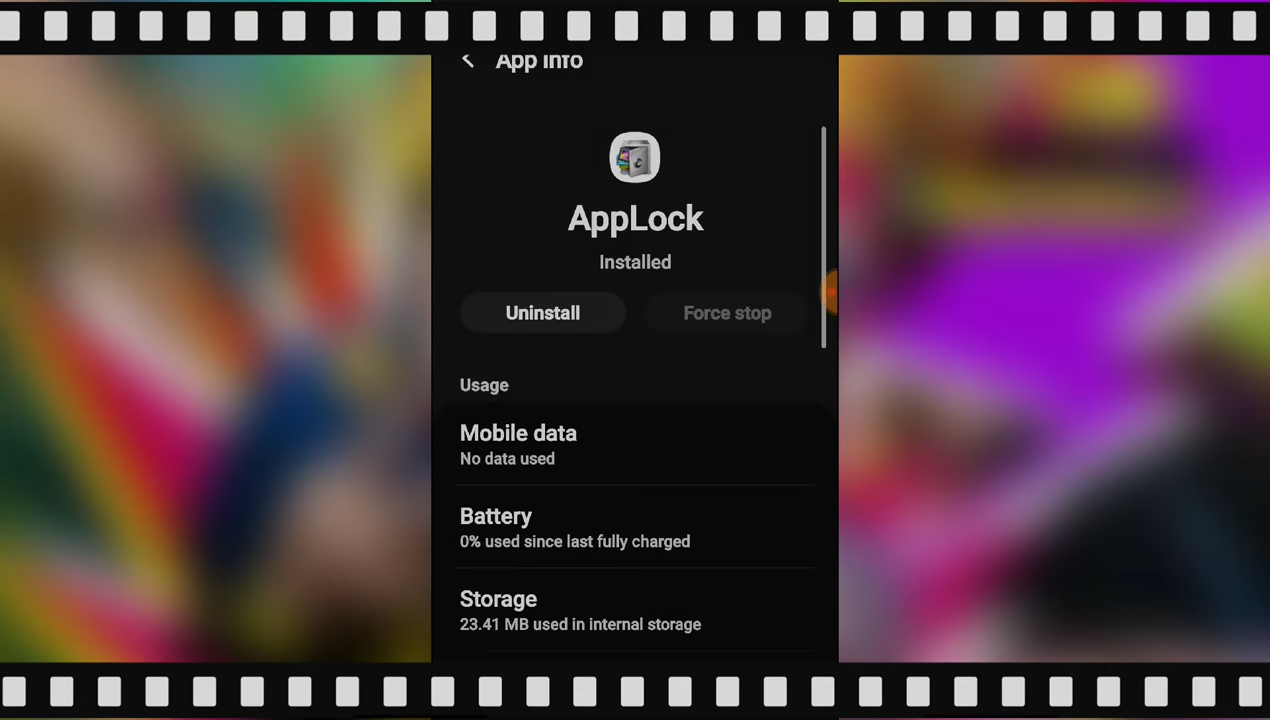 App info
AppLock
Installed
Uninstall
Force stop
Usage
Mobile data
No data used
Battery
0% used since last fully charged
Storage
23.41 MB used in internal storage